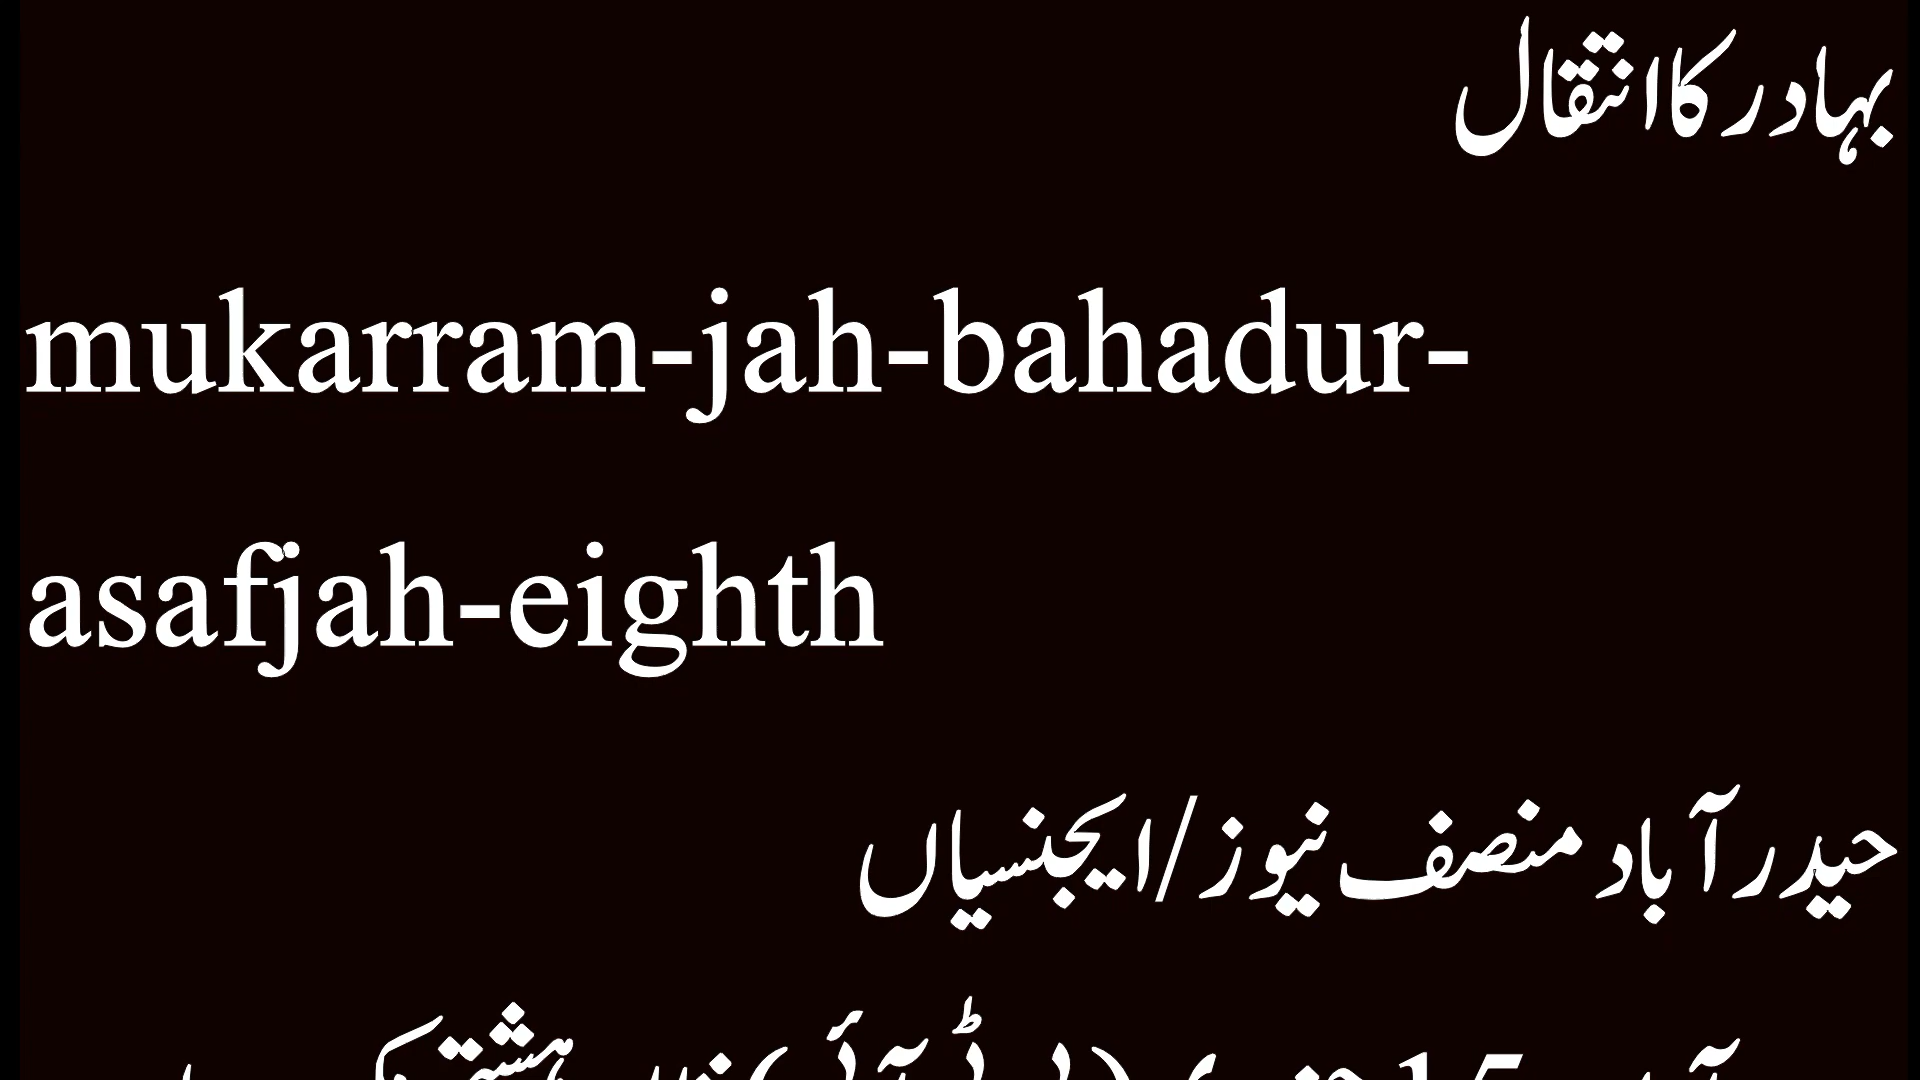 بہادر کا انتقال
mukarram-jah-bahadur-
asafjah-eighth
حیدرآباد منصف نیوز/ایجنسیاں